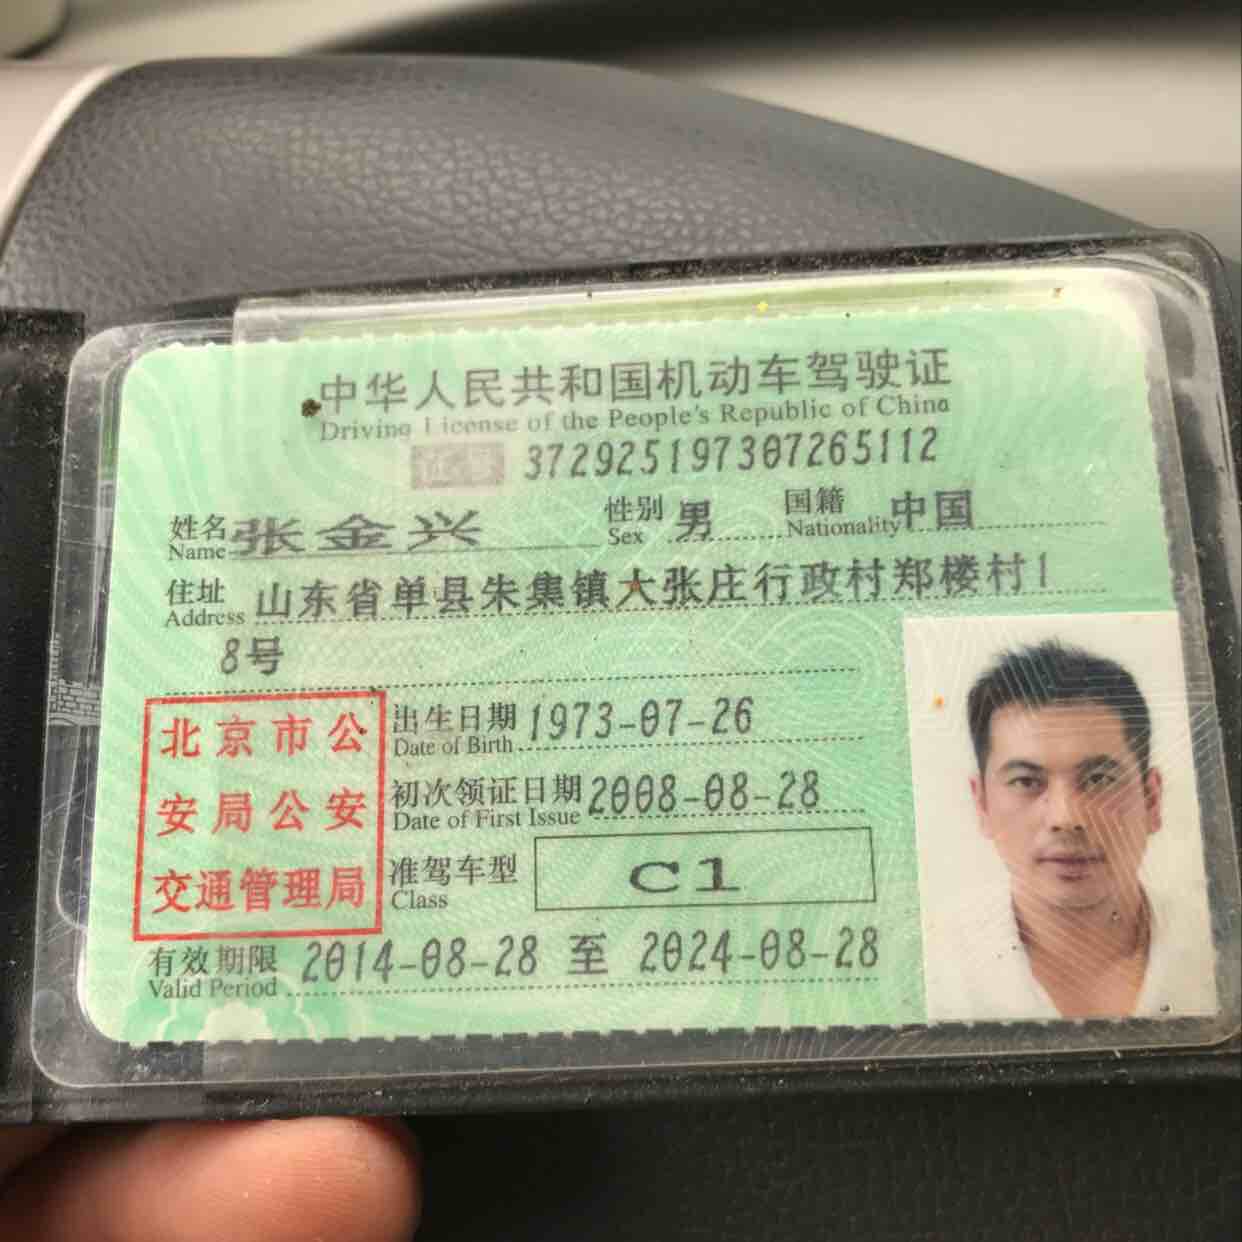 中华人民共和国机动车驾驶证
Driving License of the People's Republic of China
证号 372925197307265112
姓名 张金兴 性别 男 国籍 中国
Name Sex Nationality
住址 山东省单县朱集镇大张庄行政村郑楼村1
Address
8号
北京市公
安局公安
交通管理局
出生日期 1973-07-26
Date of Birth
初次领证日期 2008-08-28
Date of First Issue
准驾车型 C1
Class
有效期限 2014-08-28 至 2024-08-28
Valid Period